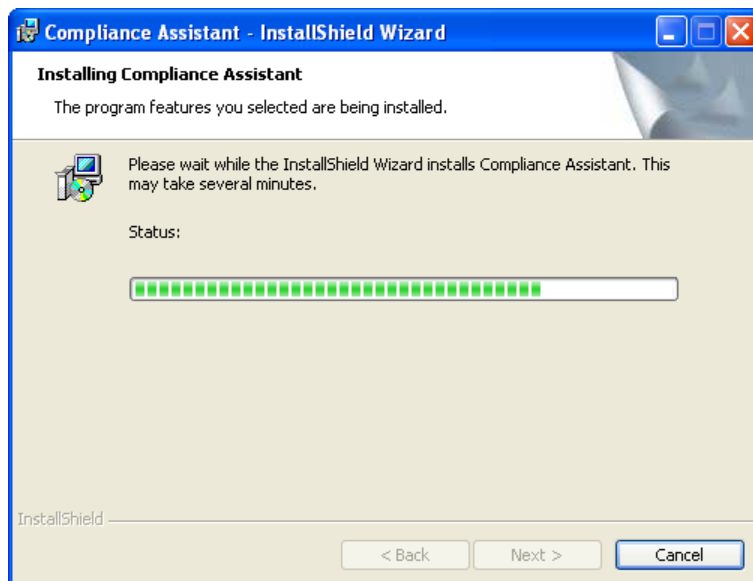 Compliance Assistant - InstallShield Wizard
Installing Compliance Assistant
The program features you selected are being installed.
Please wait while the InstallShield Wizard installs Compliance Assistant. This
may take several minutes.
Status:
InstallShield
< Back
Next >
Cancel